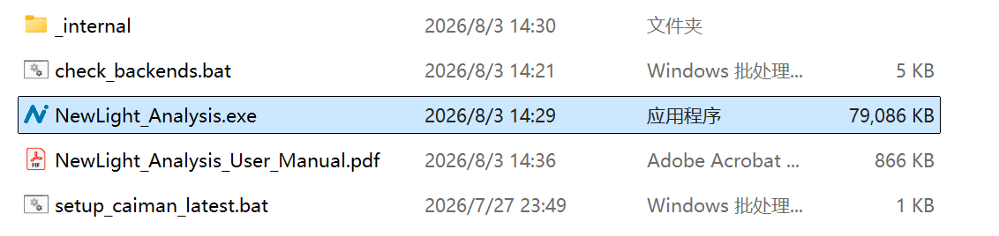 _internal 2026/8/3 14:30 文件夹
check_backends.bat 2026/8/3 14:21 Windows 批处理... 5 KB
NewLight_Analysis.exe 2026/8/3 14:29 应用程序 79,086 KB
NewLight_Analysis_User_Manual.pdf 2026/8/3 14:36 Adobe Acrobat ... 866 KB
setup_caiman_latest.bat 2026/7/27 23:49 Windows 批处理... 1 KB